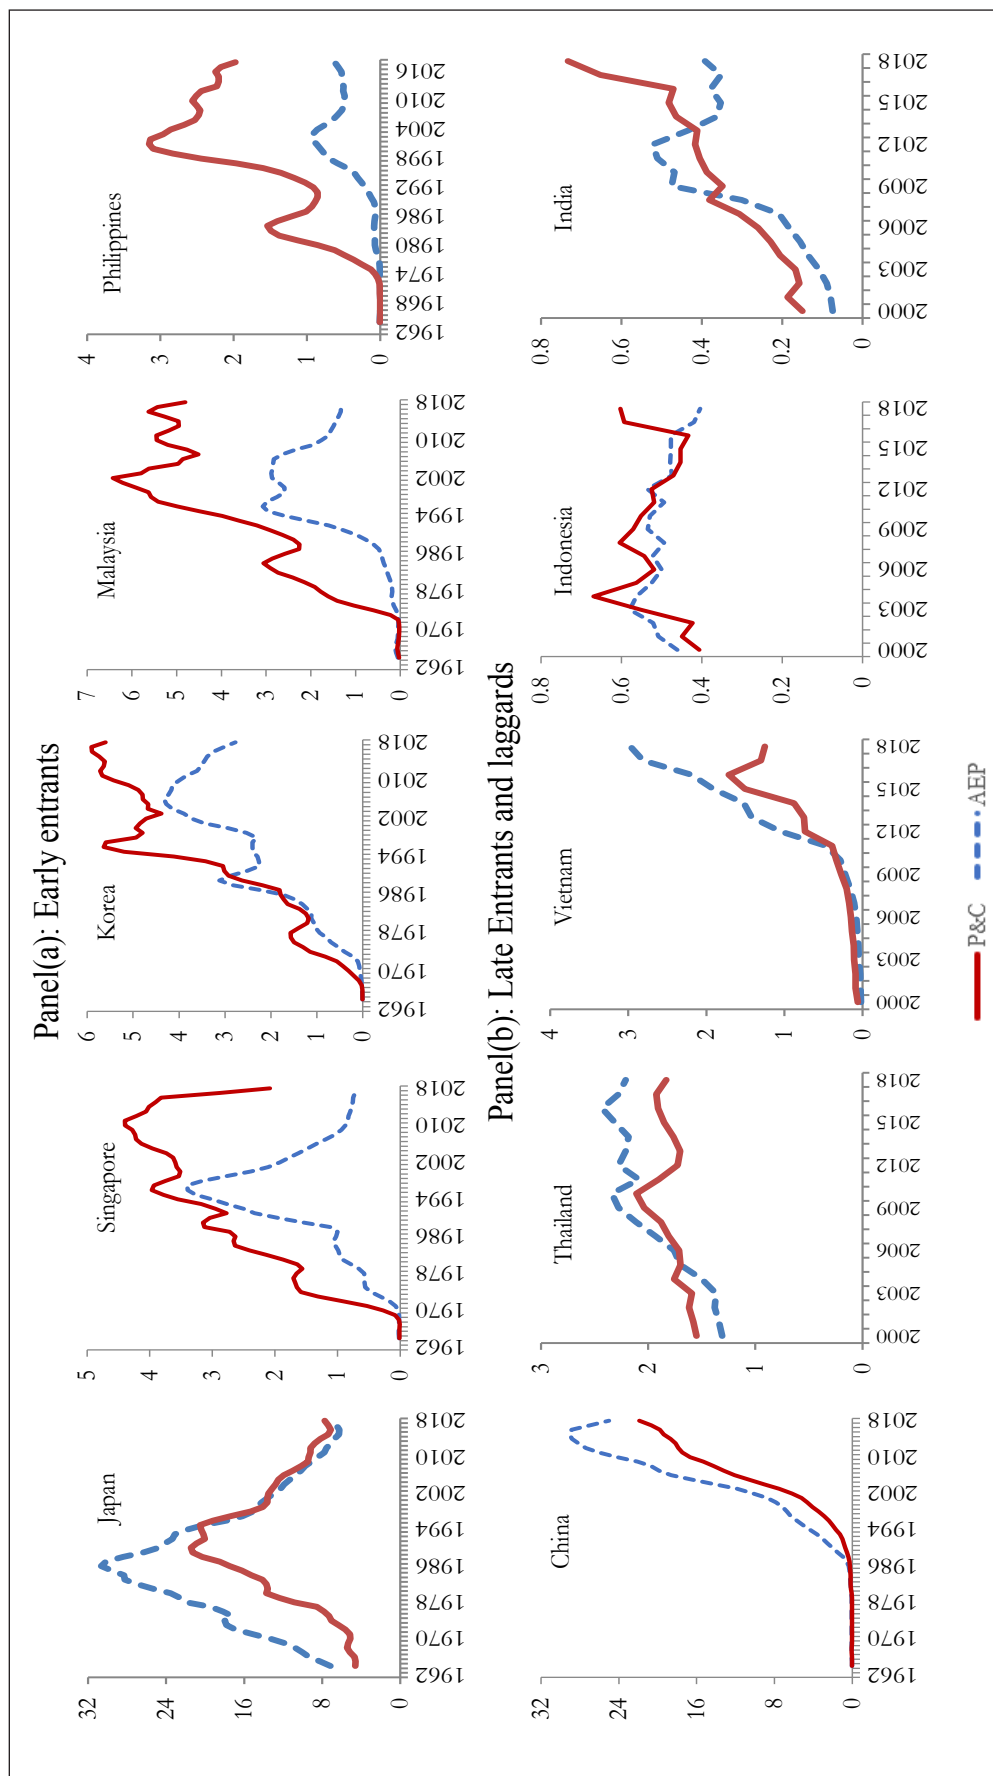 Panel(a): Early entrants
Japan
32
24
16
8
0
1962 1970 1978 1986 1994 2002 2010 2018
Singapore
5
4
3
2
1
0
1962 1970 1978 1986 1994 2002 2010 2018
Korea
6
5
4
3
2
1
0
1962 1970 1978 1986 1994 2002 2010 2018
Malaysia
7
6
5
4
3
2
1
0
1962 1970 1978 1986 1994 2002 2010 2018
Philippines
4
3
2
1
0
1962 1968 1974 1980 1986 1992 1998 2004 2010 2016
Panel(b): Late Entrants and laggards
China
32
24
16
8
0
1962 1970 1978 1986 1994 2002 2010 2018
Thailand
3
2
1
0
2000 2003 2006 2009 2012 2015 2018
Vietnam
4
3
2
1
0
2000 2003 2006 2009 2012 2015 2018
Indonesia
0.8
0.6
0.4
0.2
0
2000 2003 2006 2009 2012 2015 2018
India
0.8
0.6
0.4
0.2
0
2000 2003 2006 2009 2012 2015 2018
P&C AEP